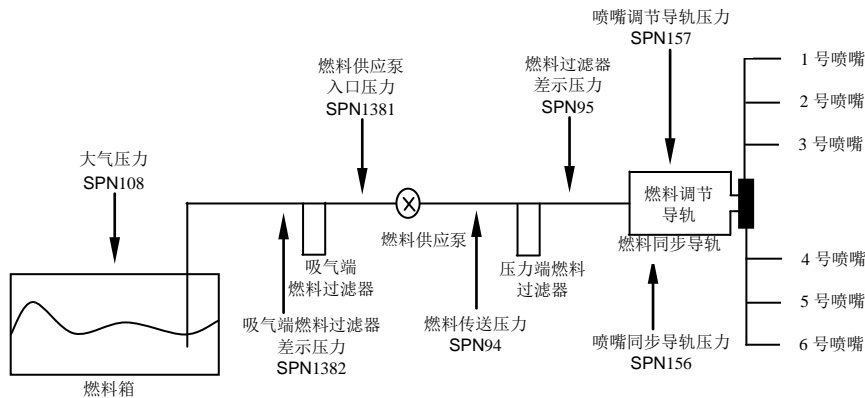 喷嘴调节导轨压力
SPN157
燃料供应泵
入口压力
SPN1381
燃料过滤器
差示压力
SPN95
1 号喷嘴
2 号喷嘴
3 号喷嘴
大气压力
SPN108
燃料调节
导轨
燃料供应泵
燃料同步导轨
吸气端
燃料过滤器
压力端燃料
过滤器
4 号喷嘴
5 号喷嘴
6 号喷嘴
吸气端燃料过滤器
差示压力
SPN1382
燃料传送压力
SPN94
喷嘴同步导轨压力
SPN156
燃料箱